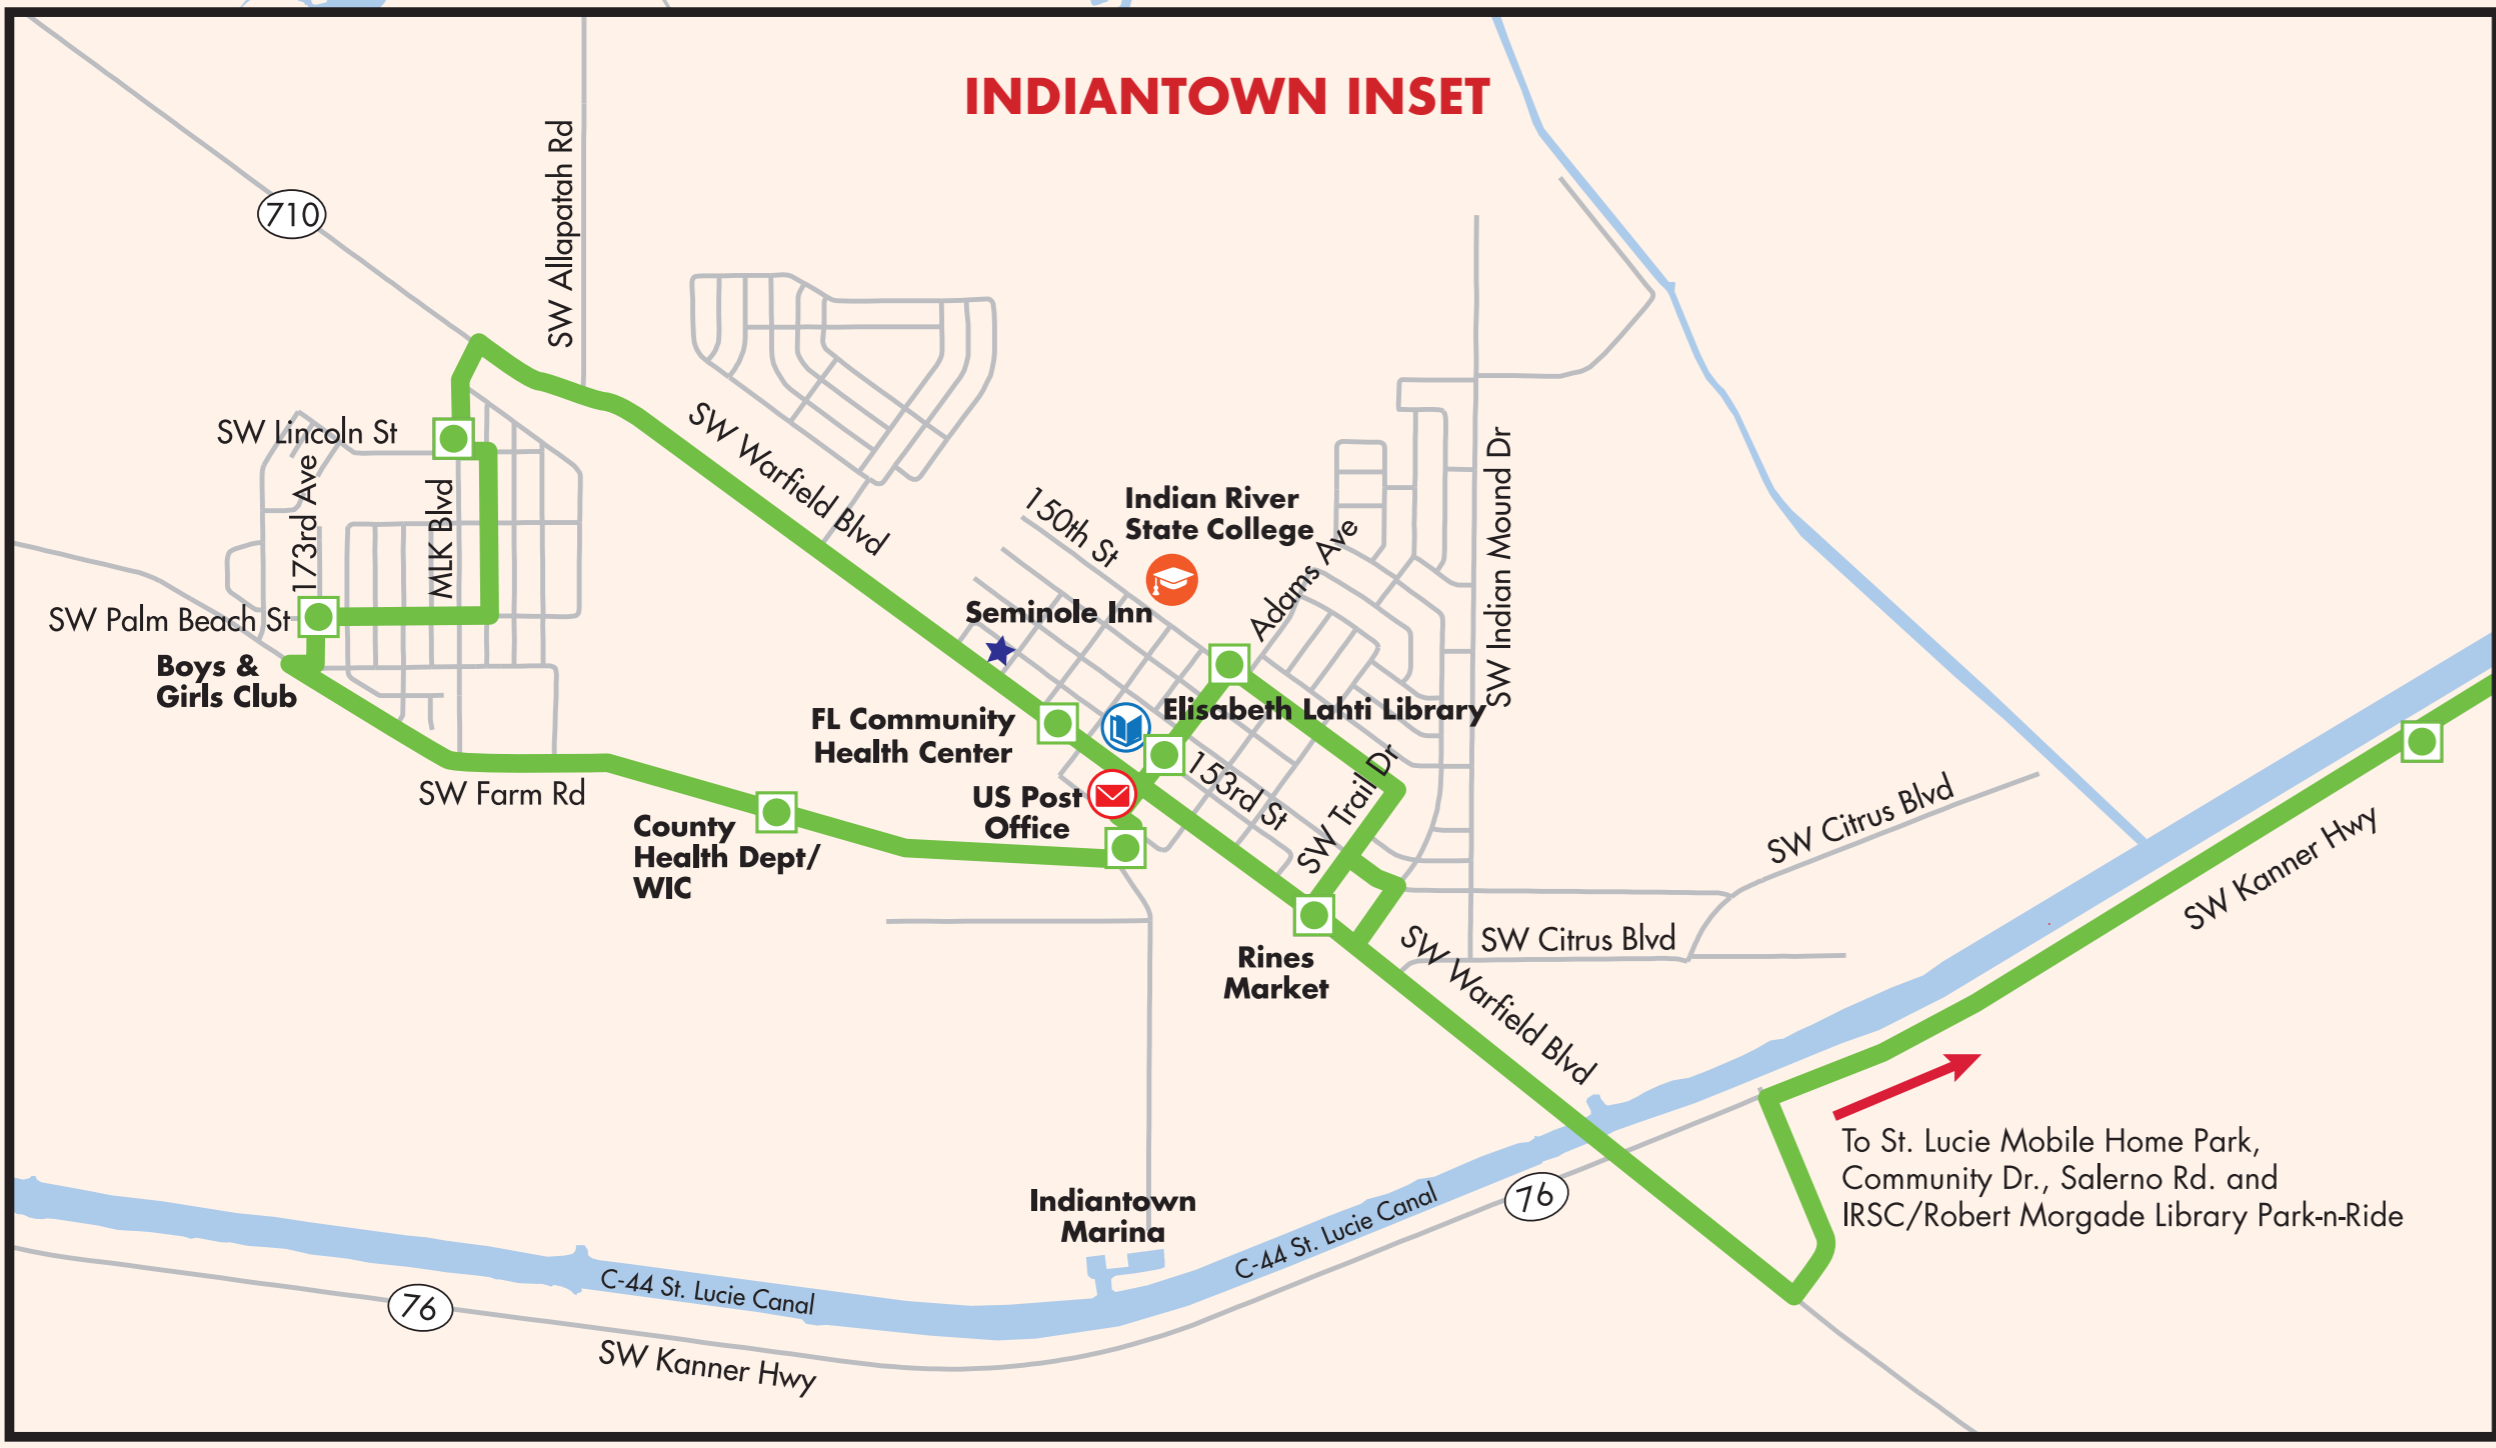 INDIANTOWN INSET
710
SW Allapatah Rd
SW Lincoln St
173rd Ave
MLK Blvd
SW Palm Beach St
Boys &
Girls Club
SW Farm Rd
SW Warfield Blvd
150th St
Indian River
State College
Adams Ave
Seminole Inn
SW Indian Mound Dr
FL Community
Health Center
Elisabeth Lahti Library
US Post
Office
153rd St
SW Trail Dr
County
Health Dept/
WIC
Rines
Market
SW Citrus Blvd
SW Citrus Blvd
SW Kanner Hwy
SW Warfield Blvd
To St. Lucie Mobile Home Park,
Community Dr., Salerno Rd. and
IRSC/Robert Morgade Library Park-n-Ride
76
Indiantown
Marina
C-44 St. Lucie Canal
C-44 St. Lucie Canal
76
SW Kanner Hwy